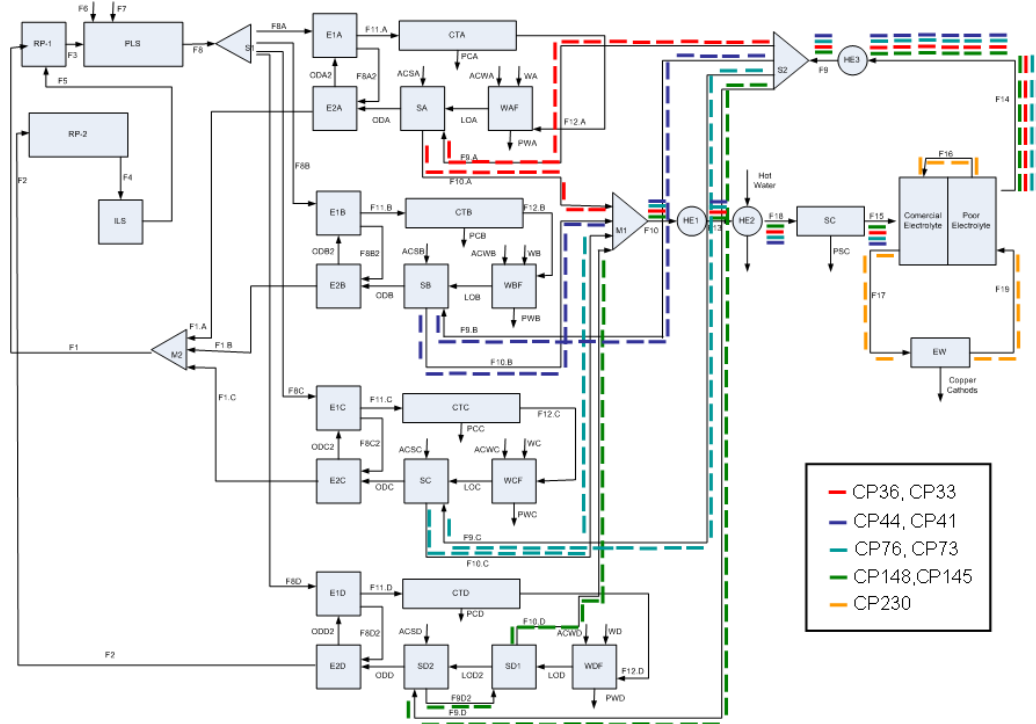 F6
F7
RP-1
F3
PLS
F8
S1
F5
RP-2
F2
F4
ILS
F8A
E1A
F11.A
CTA
PCA
ODA2
F8A2
ACSA
ACWA
WA
E2A
ODA
SA
LOA
WAF
F12.A
PWA
F9.A
F10.A
F8B
E1B
F11.B
CTB
F12.B
PCB
ODB2
F8B2
ACSB
ACWB
WB
E2B
ODB
SB
LOB
WBF
PWB
F9.B
F10.B
F1.A
F1.B
F1
M2
F1.C
F8C
E1C
F11.C
CTC
F12.C
PCC
ODC2
F8C2
ACSC
ACWC
WC
E2C
ODC
SC
LOC
WCF
PWC
F9.C
F10.C
F8D
E1D
F11.D
CTD
PCD
F10.D
ODD2
F8D2
ACSD
ACWD
WD
F2
E2D
ODD
SD2
LOD2
SD1
LOD
WDF
F12.D
F9D2
PWD
F9.D
S2
F9
HE3
F14
M1
F10
HE1
F13
HE2
Hot
Water
F18
SC
PSC
F15
F16
Comercial
Electrolyte
Poor
Electrolyte
F17
F19
EW
Copper
Cathods
CP36, CP33
CP44, CP41
CP76, CP73
CP148,CP145
CP230